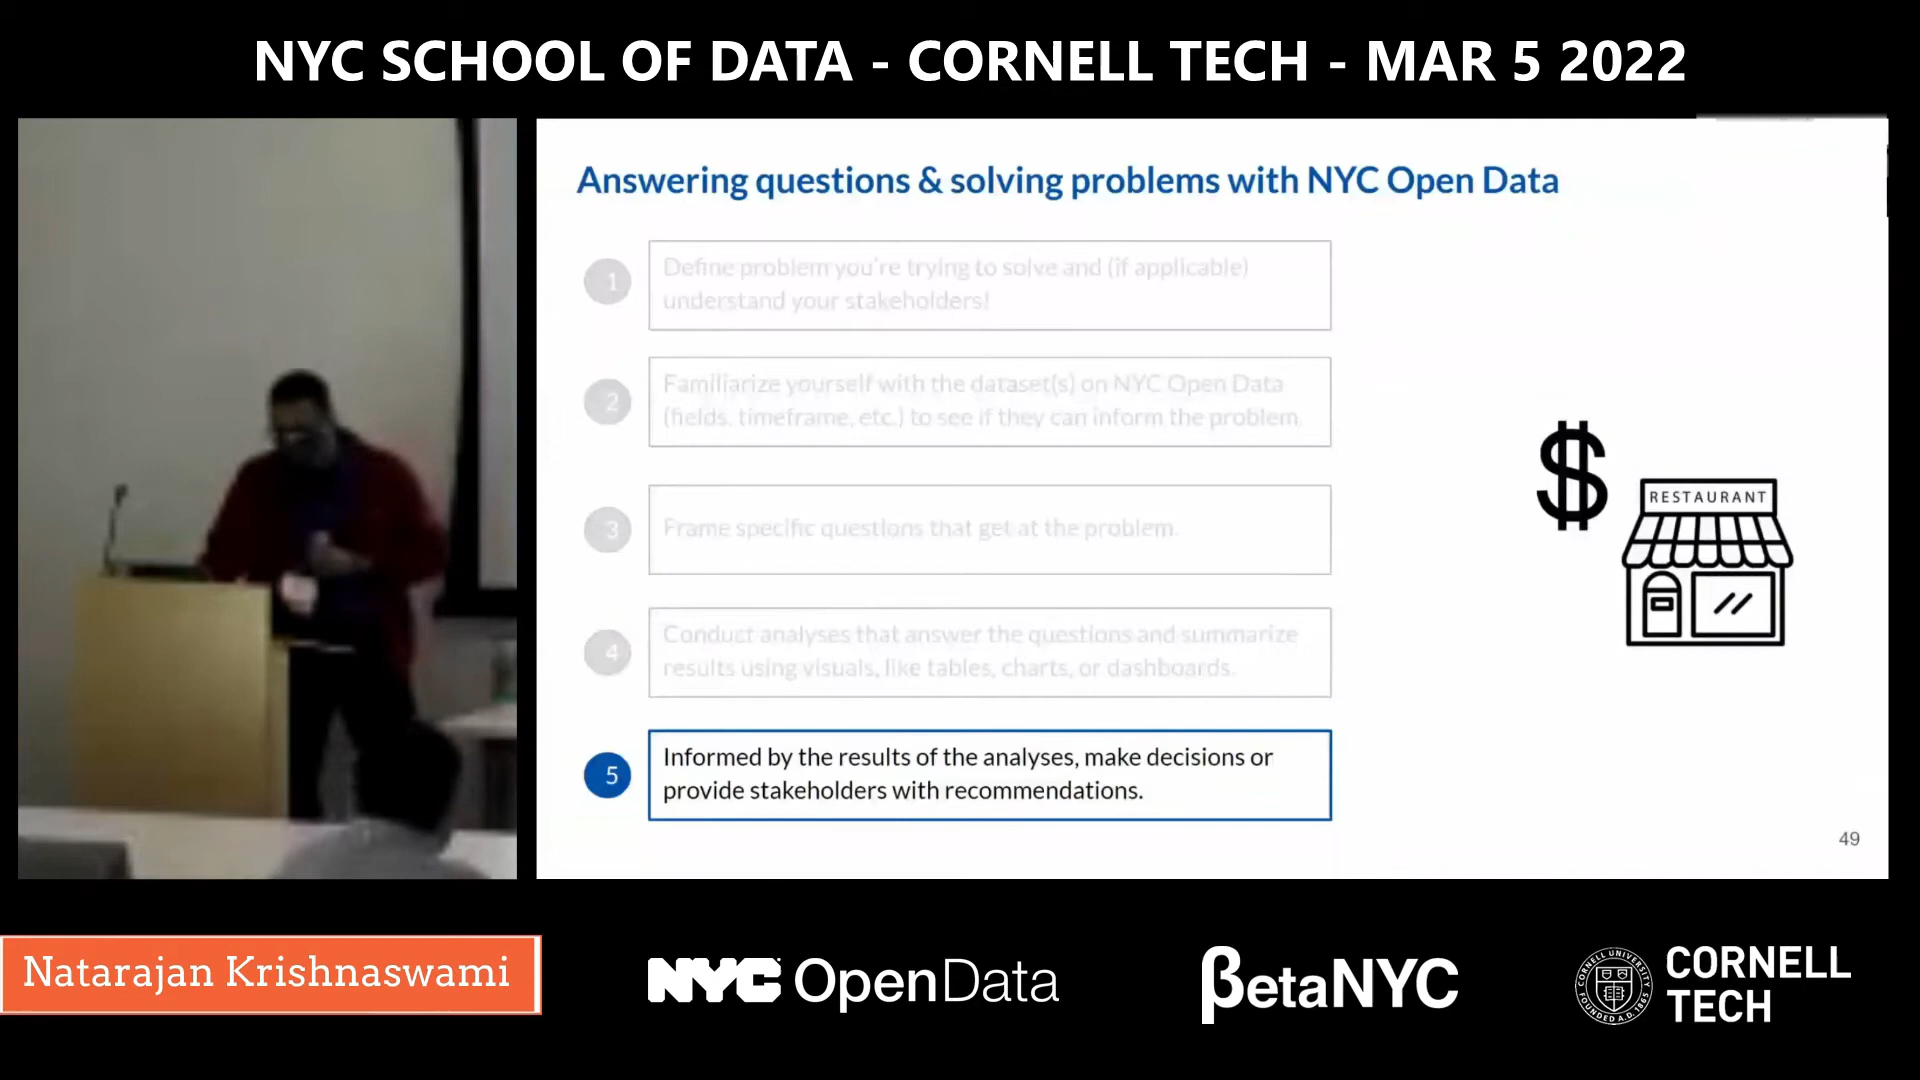 NYC SCHOOL OF DATA - CORNELL TECH - MAR 5 2022
Answering questions & solving problems with NYC Open Data
1
Define problem you're trying to solve and (if applicable)
understand your stakeholders!
2
Familiarize yourself with the dataset(s) on NYC Open Data
(fields, timeframe, etc.) to see if they can inform the problem.
3
Frame specific questions that get at the problem.
4
Conduct analyses that answer the questions and summarize
results using visuals, like tables, charts, or dashboards.
5
Informed by the results of the analyses, make decisions or
provide stakeholders with recommendations.
$
RESTAURANT
49
Natarajan Krishnaswami
NYC OpenData
βetaNYC
CORNELL UNIVERSITY
FOUNDED A.D. 1865
CORNELL
TECH